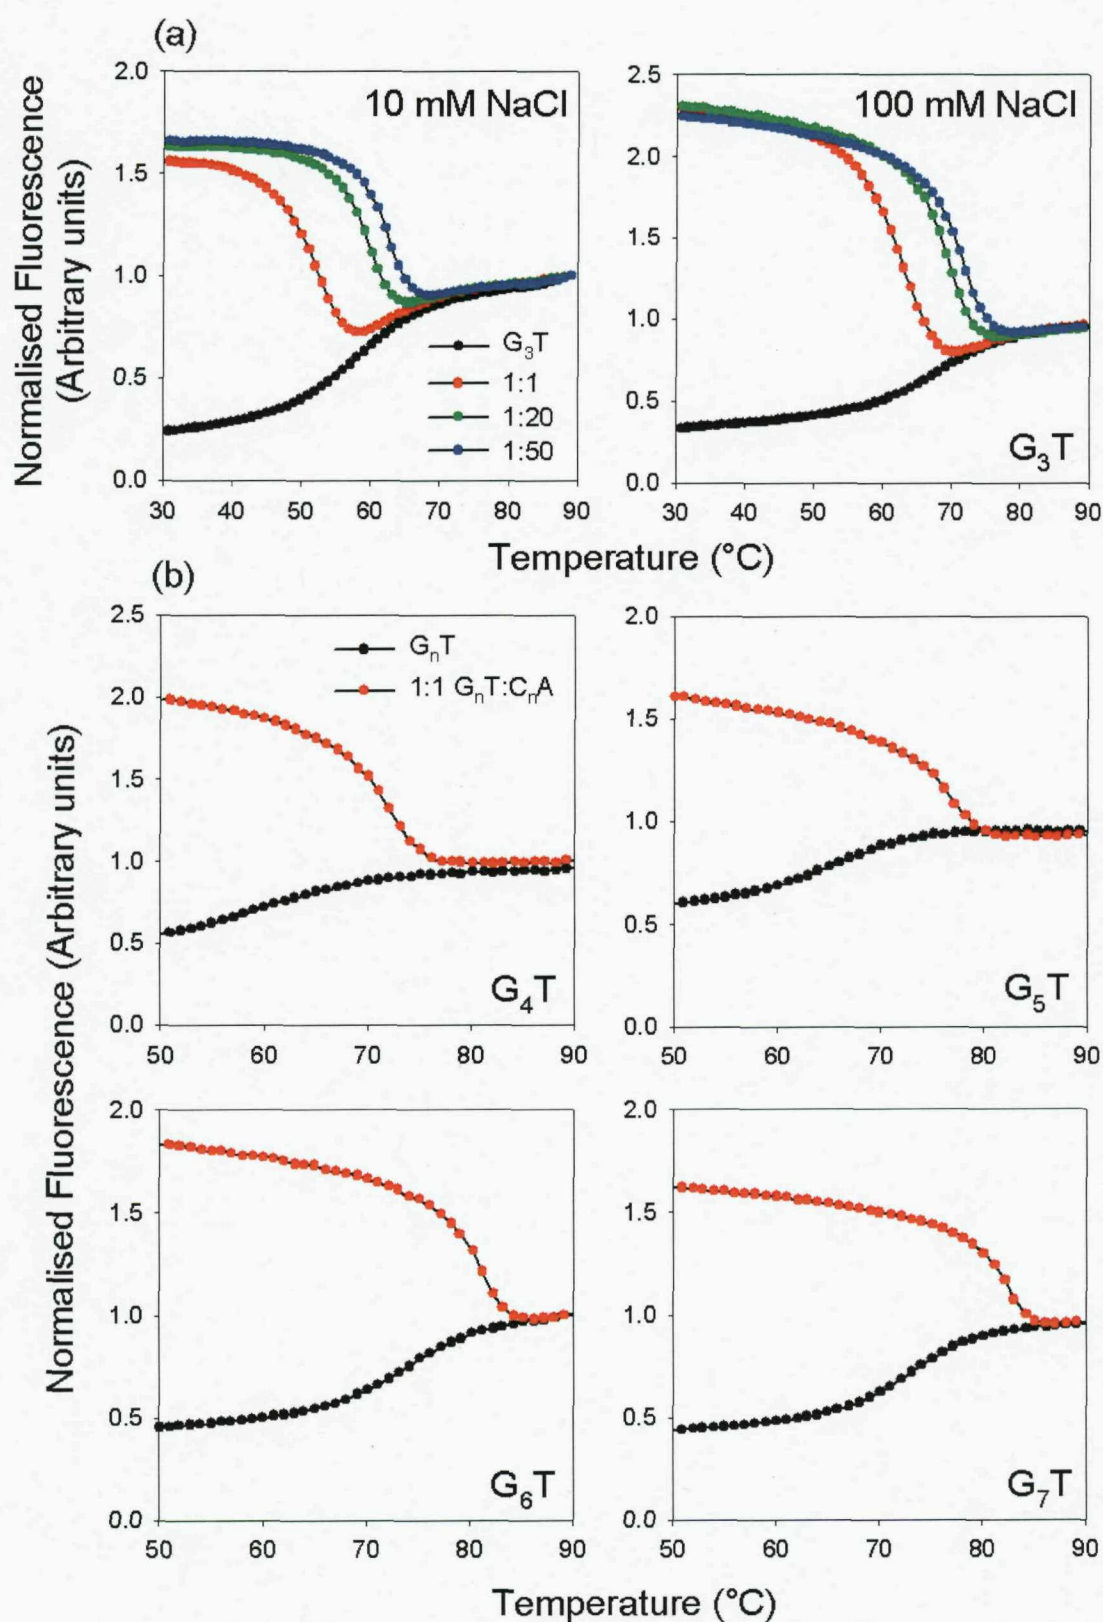 (a)
Normalised Fluorescence
(Arbitrary units)
2.0
1.5
1.0
0.5
0.0
10 mM NaCl
G3T
1:1
1:20
1:50
30 40 50 60 70 80 90
2.5
2.0
1.5
1.0
0.5
0.0
100 mM NaCl
G3T
30 40 50 60 70 80 90
Temperature (°C)
(b)
Normalised Fluorescence (Arbitrary units)
2.5
2.0
1.5
1.0
0.5
0.0
GnT
1:1 GnT:CnA
G4T
50 60 70 80 90
2.0
1.5
1.0
0.5
0.0
G5T
50 60 70 80 90
2.0
1.5
1.0
0.5
0.0
G6T
50 60 70 80 90
2.0
1.5
1.0
0.5
0.0
G7T
50 60 70 80 90
Temperature (°C)